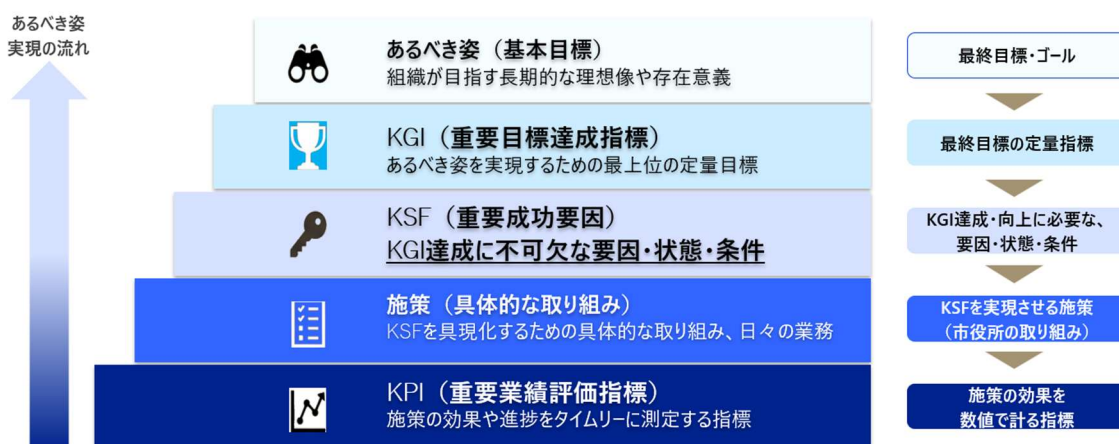 あるべき姿
実現の流れ
あるべき姿（基本目標）
組織が目指す長期的な理想像や存在意義
最終目標・ゴール
KGI（重要目標達成指標）
あるべき姿を実現するための最上位の定量目標
最終目標の定量指標
KSF（重要成功要因）
KGI達成に不可欠な要因・状態・条件
KGI達成・向上に必要な、
要因・状態・条件
施策（具体的な取り組み）
KSFを具現化するための具体的な取り組み、日々の業務
KSFを実現させる施策
（市役所の取り組み）
KPI（重要業績評価指標）
施策の効果や進捗をタイムリーに測定する指標
施策の効果を
数値で計る指標